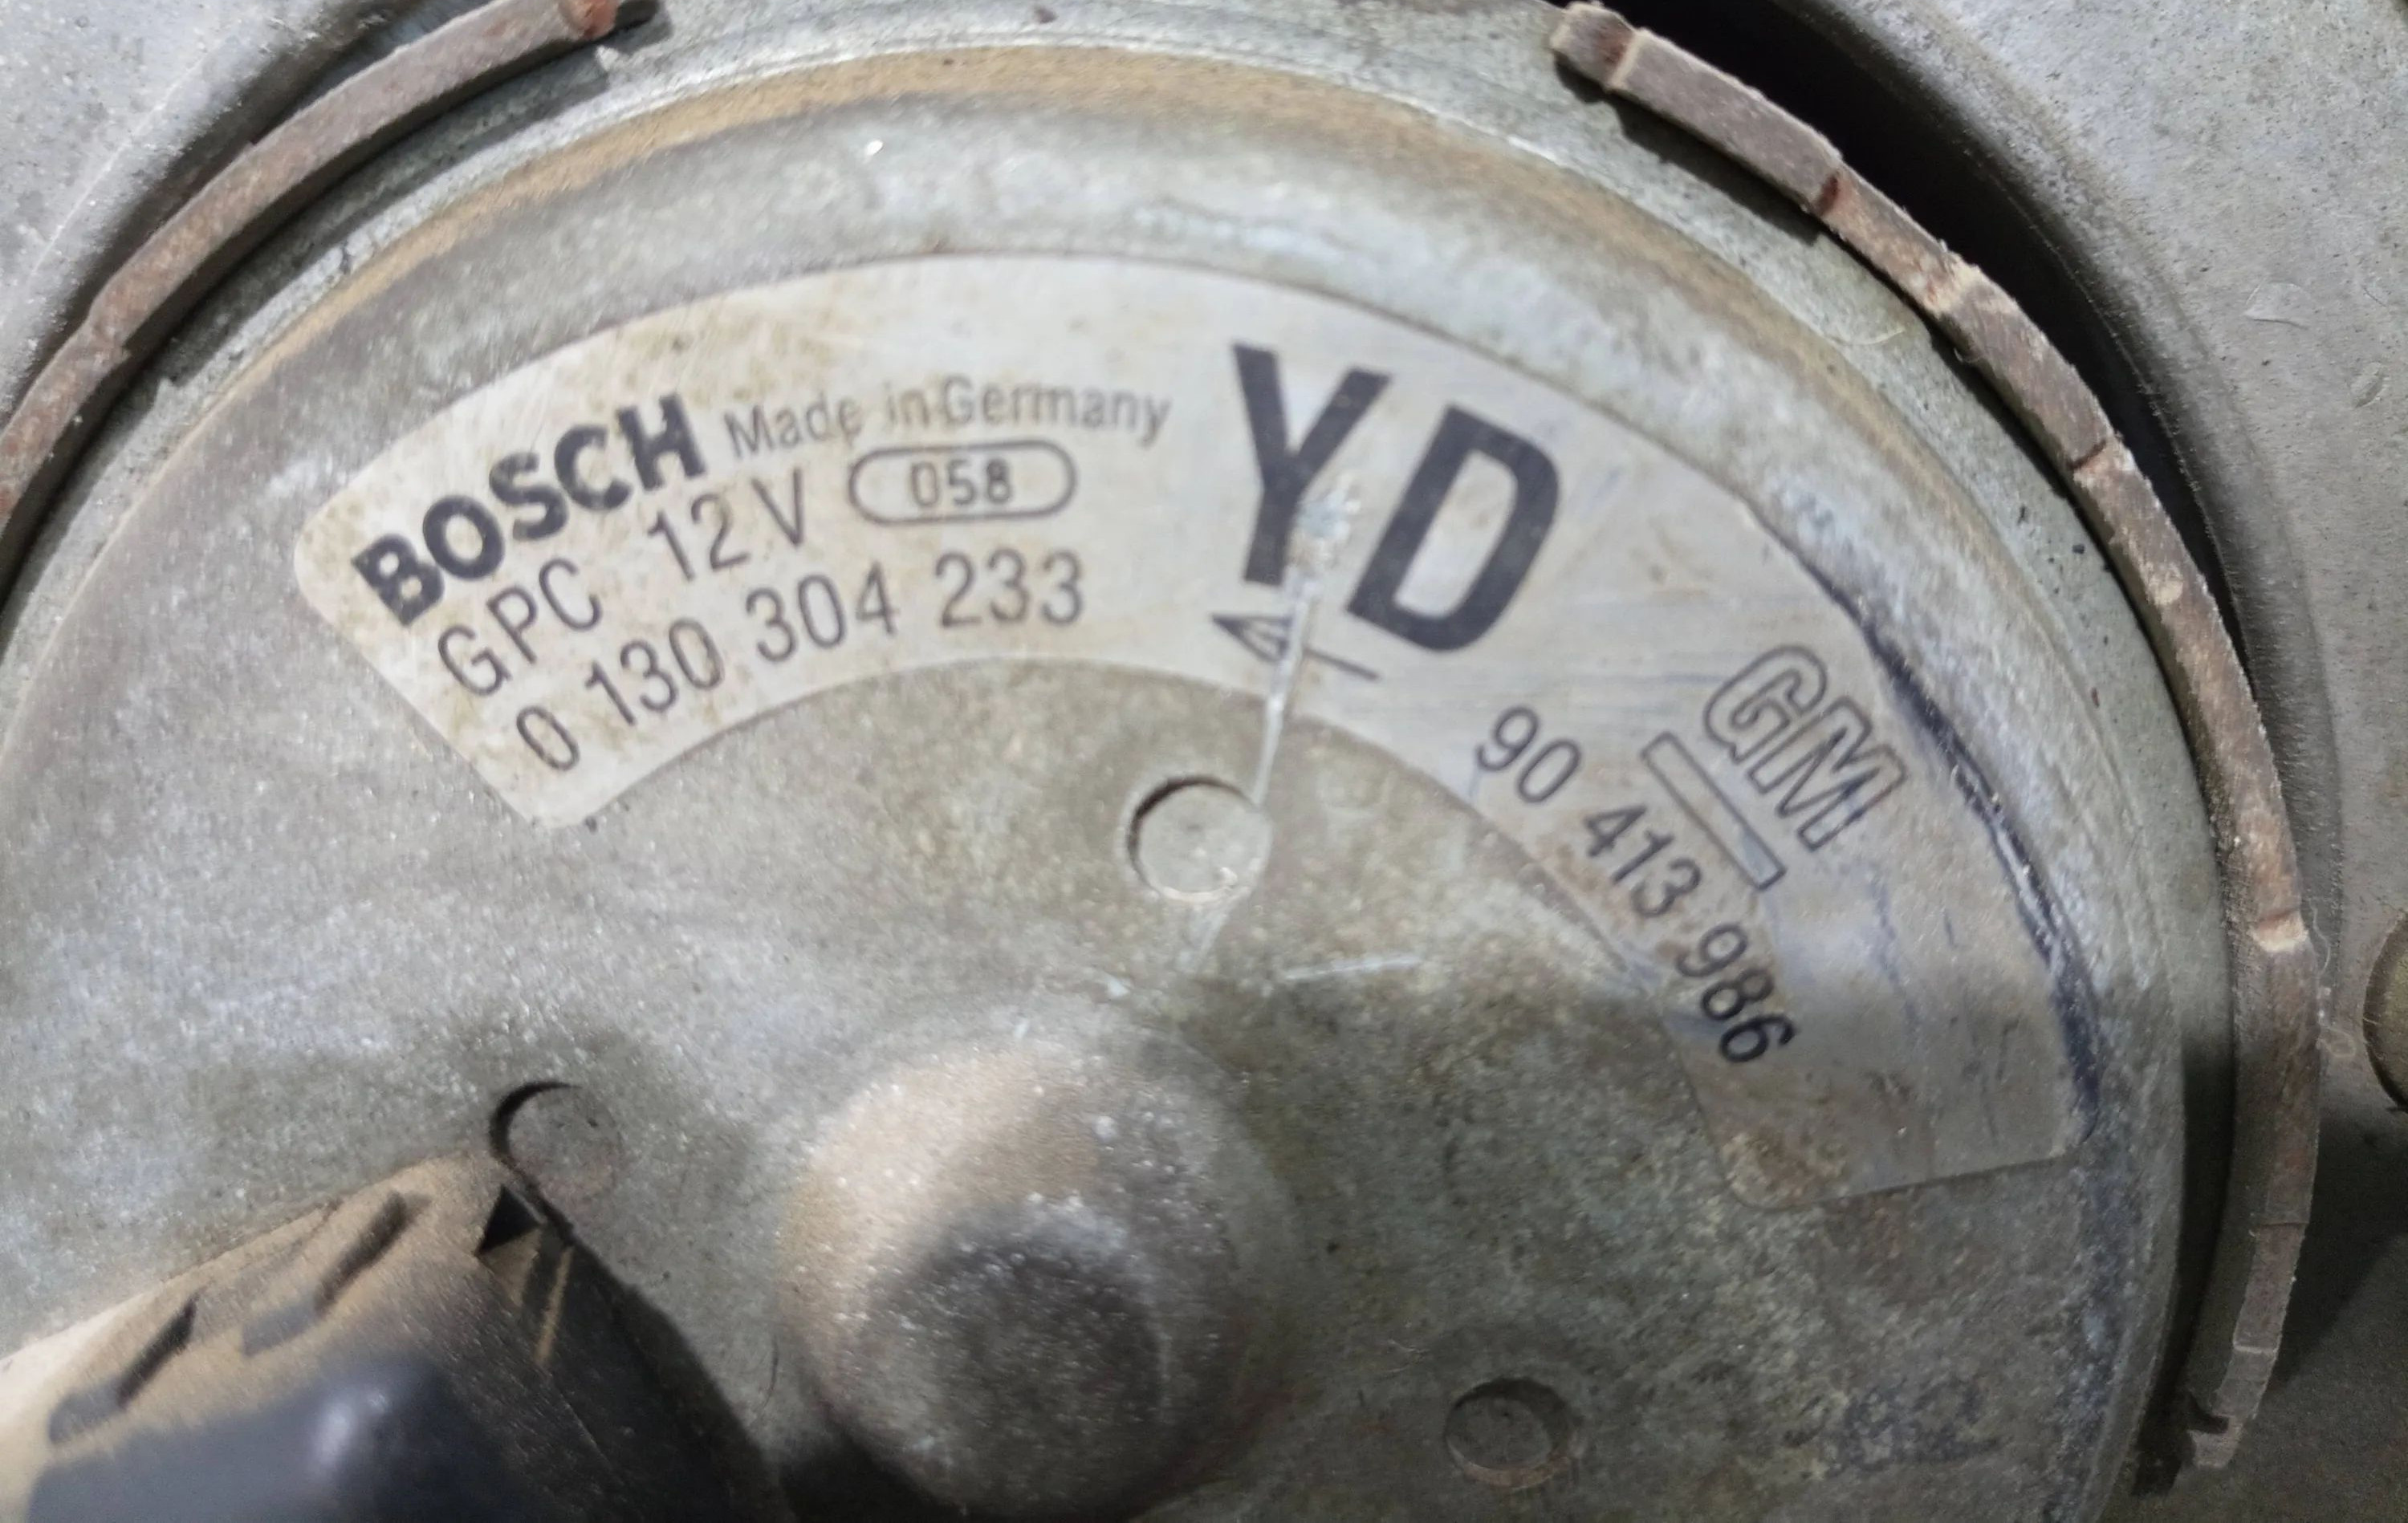 BOSCH Made in Germany
GPC 12 V 058
0 130 304 233
YD
GM
90 413 986